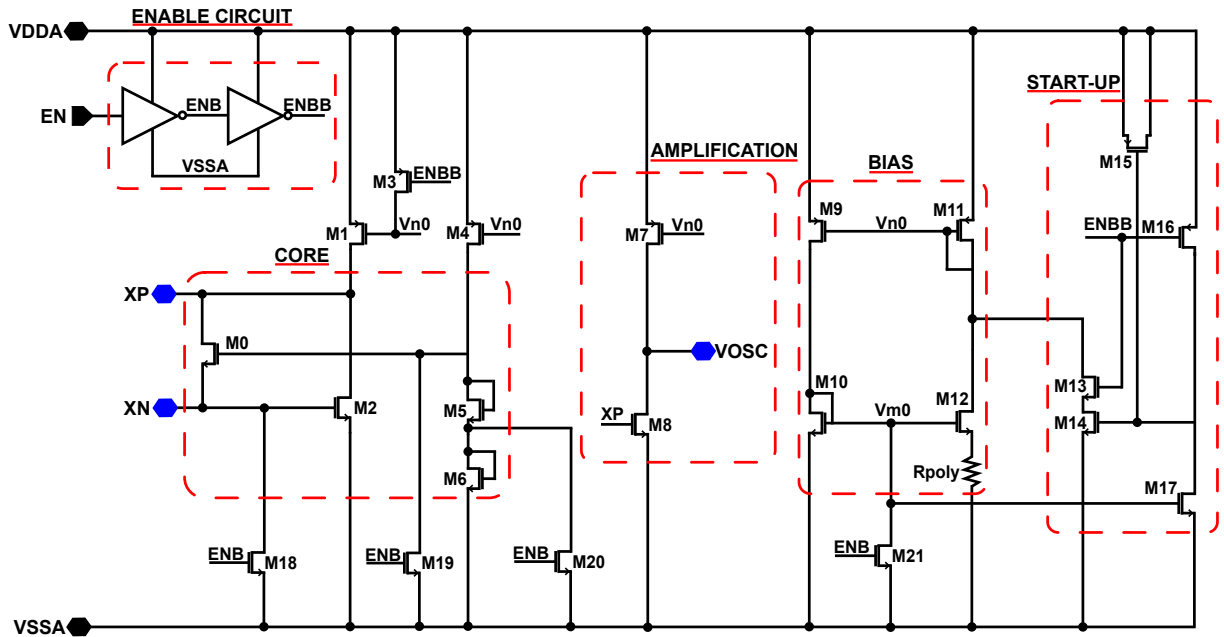 ENABLE CIRCUIT
VDDA
START-UP
ENB
ENBB
EN
VSSA
AMPLIFICATION
BIAS
M15
M3
ENBB
M1
Vn0
M4
Vn0
M7
Vn0
M9
Vn0
M11
ENBB
M16
CORE
XP
M0
VOSC
M13
M10
XN
M2
M5
XP
M8
Vm0
M12
M14
M6
Rpoly
M17
ENB
M18
ENB
M19
ENB
M20
ENB
M21
VSSA